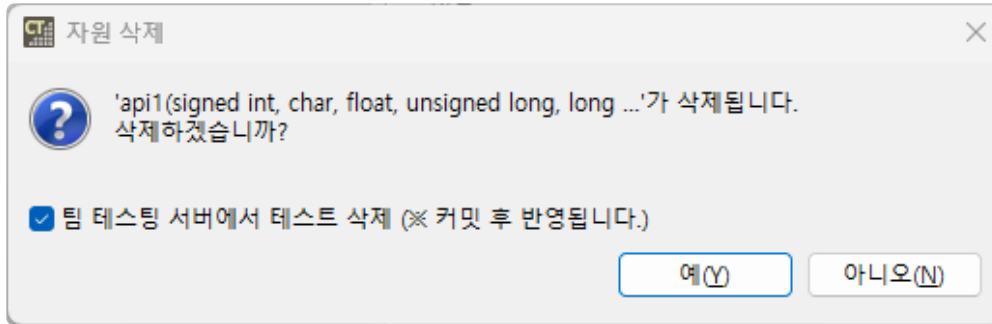 CT
자원 삭제
'api1(signed int, char, float, unsigned long, long ...'가 삭제됩니다.
삭제하겠습니까?
팀 테스팅 서버에서 테스트 삭제 (※ 커밋 후 반영됩니다.)
예(Y)
아니오(N)